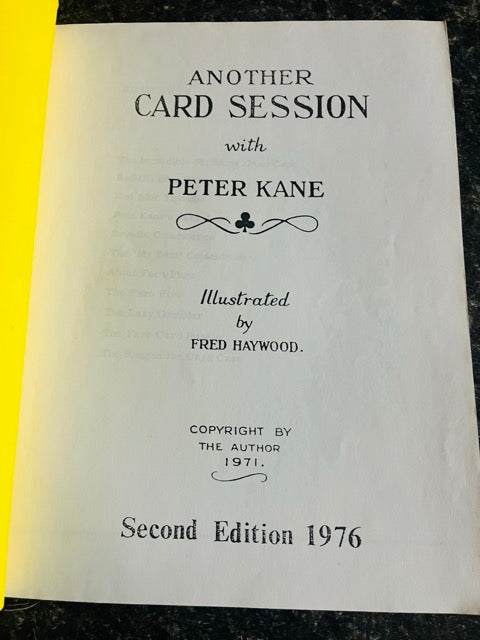 ANOTHER
CARD SESSION
with
PETER KANE
Illustrated
by
FRED HAYWOOD.
COPYRIGHT BY
THE AUTHOR
1971.
Second Edition 1976